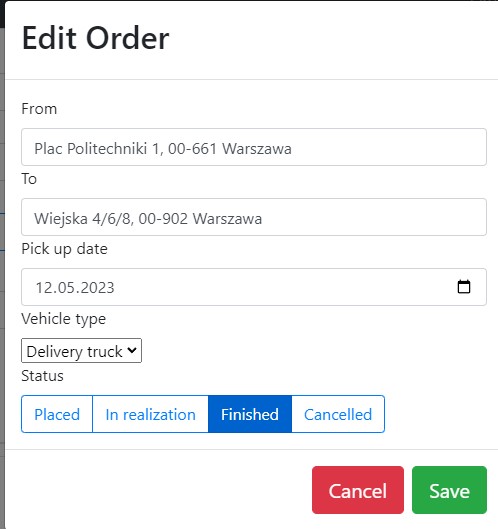 Edit Order
From
Plac Politechniki 1, 00-661 Warszawa
To
Wiejska 4/6/8, 00-902 Warszawa
Pick up date
12.05.2023
Vehicle type
Delivery truck
Status
Placed In realization Finished Cancelled
Cancel Save